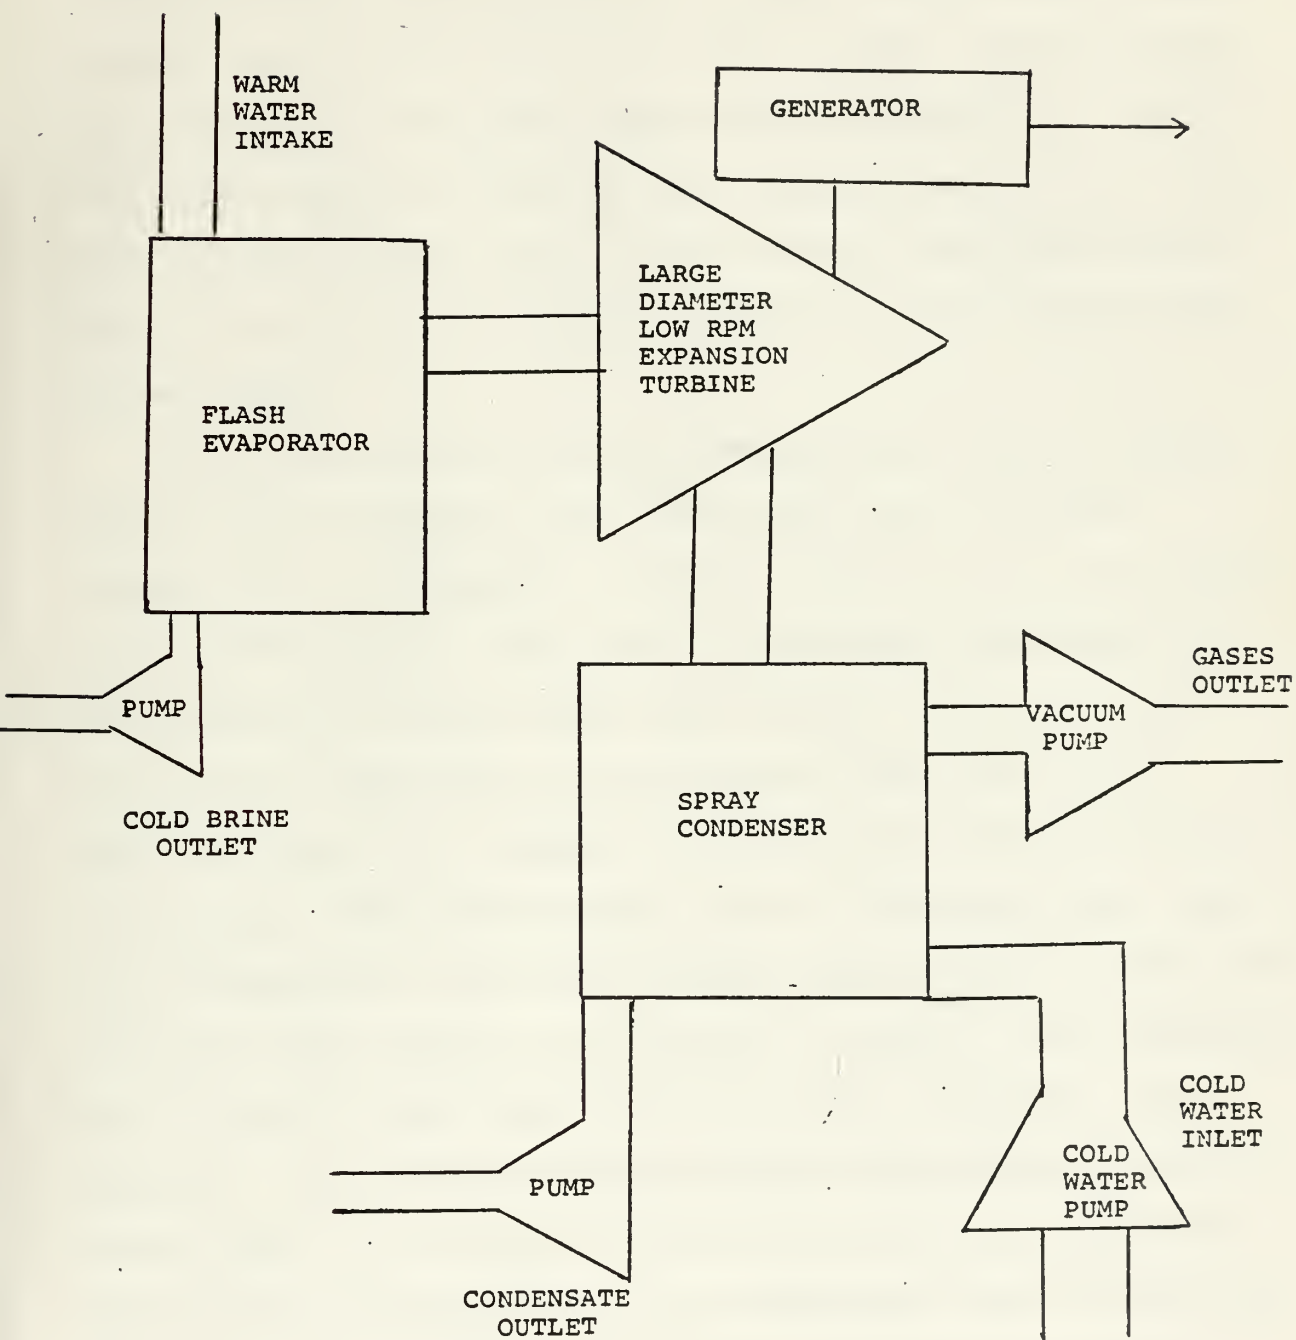 WARM
WATER
INTAKE
GENERATOR
LARGE
DIAMETER
LOW RPM
EXPANSION
TURBINE
FLASH
EVAPORATOR
PUMP
COLD BRINE
OUTLET
GASES
OUTLET
VACUUM
PUMP
SPRAY
CONDENSER
COLD
WATER
INLET
COLD
WATER
PUMP
PUMP
CONDENSATE
OUTLET